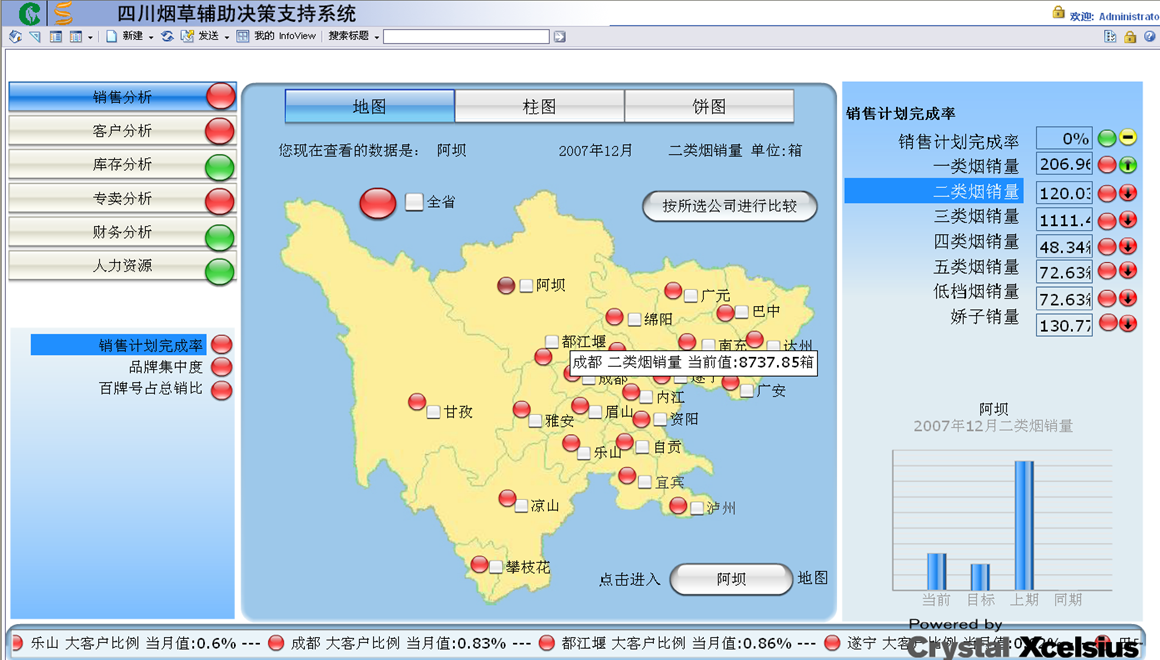 四川烟草辅助决策支持系统
欢迎: Administrato
新建 发送 我的 InfoView 搜索标题
销售分析
客户分析
库存分析
专卖分析
财务分析
人力资源
销售计划完成率
品牌集中度
百牌号占总销比
地图 柱图 饼图
您现在查看的数据是: 阿坝 2007年12月 二类烟销量 单位:箱
全省
按所选公司进行比较
阿坝
广元
巴中
绵阳
都江堰
南充
达州
成都 二类烟销量 当前值:8737.85箱
成都
遂宁
广安
内江
甘孜
眉山
雅安
资阳
乐山
自贡
宜宾
凉山
泸州
攀枝花
点击进入 阿坝 地图
销售计划完成率
销售计划完成率 0%
一类烟销量 206.96
二类烟销量 120.03
三类烟销量 1111.4
四类烟销量 48.34
五类烟销量 72.63
低档烟销量 72.63
娇子销量 130.77
阿坝
2007年12月二类烟销量
当前 目标 上期 同期
乐山 大客户比例 当月值:0.6% --- 成都 大客户比例 当月值:0.83% --- 都江堰 大客户比例 当月值:0.86% --- 遂宁 大客
Powered by
Crystal Xcelsius